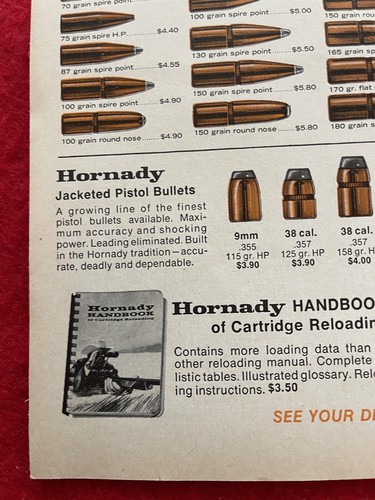 70 grain spire point
75 grain spire H.P. $4.40
87 grain spire point $4.55
100 grain spire point $4.90
100 grain round nose $4.90
100 grain spire point $5.00
130 grain spire point $5.50
150 grain spire point $5.80
150 grain round nose $5.80
150 grain rou
165 grain sp
170 gr. flat
180 grain s
Hornady
Jacketed Pistol Bullets
A growing line of the finest
pistol bullets available. Maxi-
mum accuracy and shocking
power. Leading eliminated. Built
in the Hornady tradition—accu-
rate, deadly and dependable.
9mm
.355
115 gr. HP
$3.90
38 cal.
.357
125 gr. HP
$3.90
38 cal.
.357
158 gr. H
$4.00
Hornady
HANDBOOK
of Cartridge Reloading
Hornady HANDBOO
of Cartridge Reloadin
Contains more loading data than
other reloading manual. Complete
listic tables. Illustrated glossary. Relo
ing instructions. $3.50
SEE YOUR DE